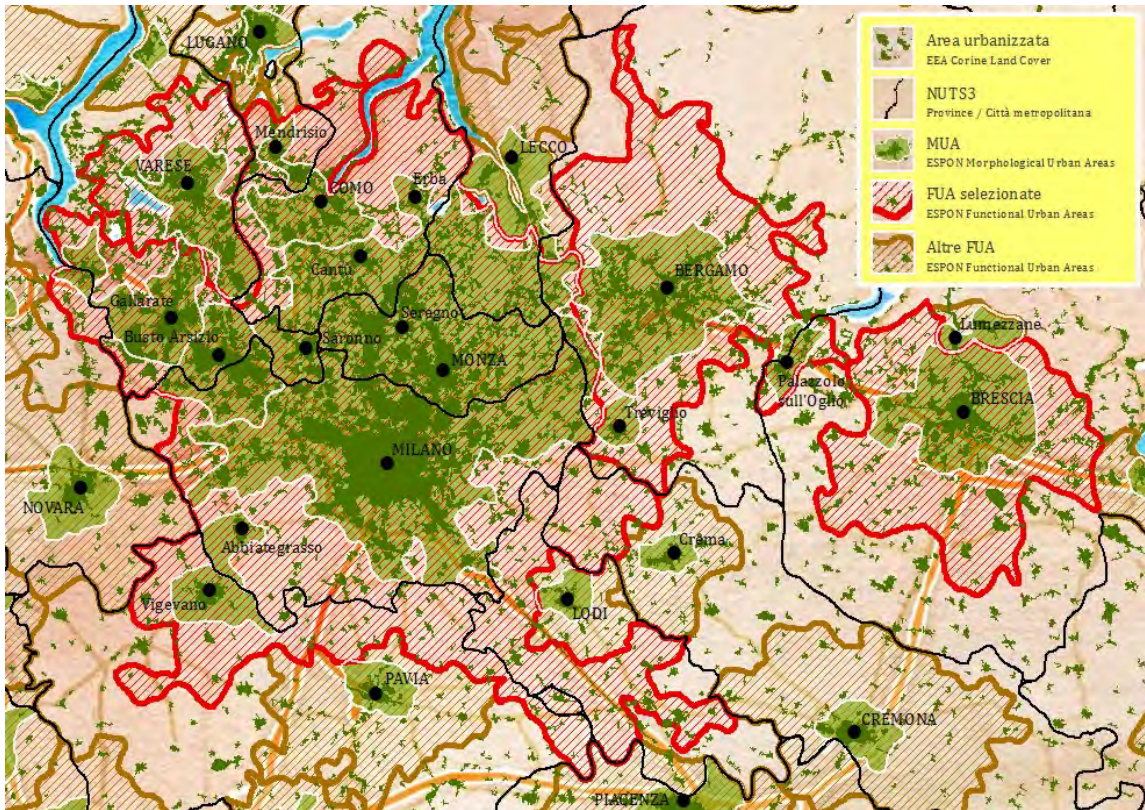 LUGANO
Mendrisio
VARESE
COMO
Erba
LECCO
Cantù
Gallarate
Busto Arsizio
Saronno
Seregno
MONZA
BERGAMO
Treviglio
Palazzolo
sull'Oglio
Lumezzane
BRESCIA
MILANO
NOVARA
Abbiategrasso
Vigevano
Crema
LODI
PAVIA
CREMONA
PIACENZA
Area urbanizzata
EEA Corine Land Cover
NUTS3
Province / Città metropolitana
MUA
ESPON Morphological Urban Areas
FUA selezionate
ESPON Functional Urban Areas
Altre FUA
ESPON Functional Urban Areas